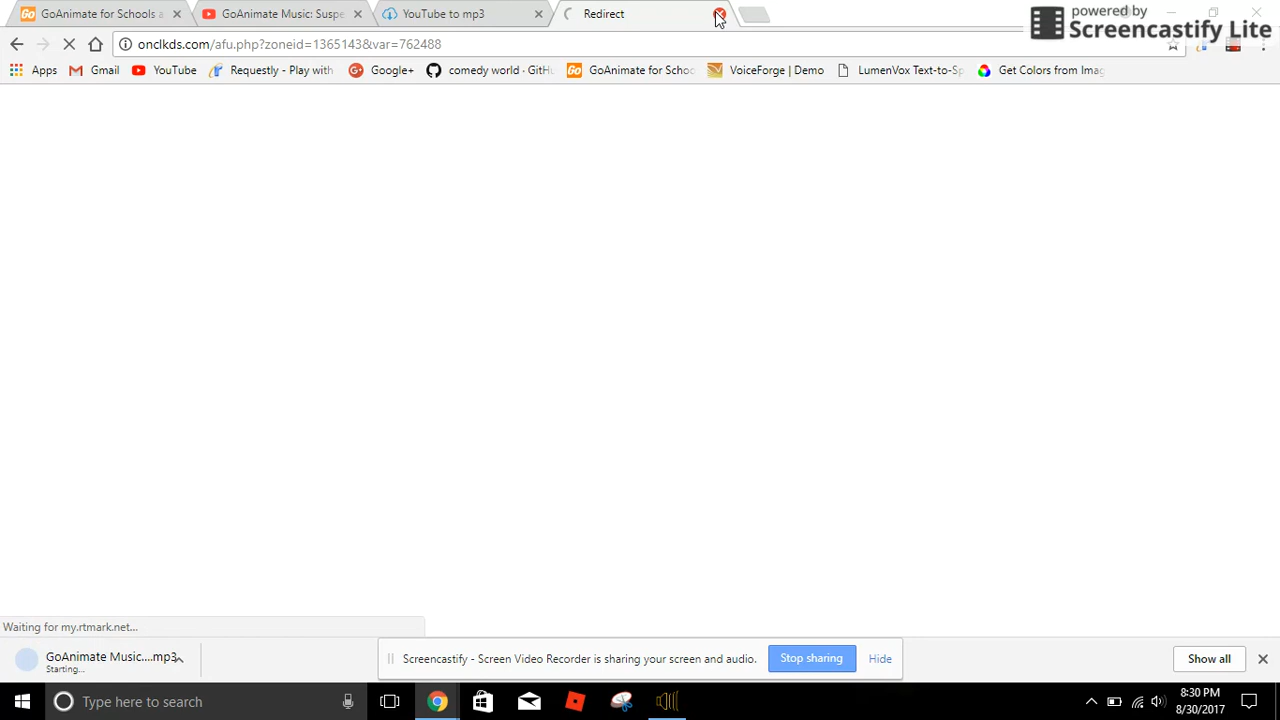 Go GoAnimate for Schools a
GoAnimate Music: Suspe
YouTube to mp3
Redirect
powered by
Screencastify Lite
onclkds.com/afu.php?zoneid=1365143&var=762488
Apps
Gmail
YouTube
Requestly - Play with
Google+
comedy world - GitHu
Go GoAnimate for Schoo
VoiceForge | Demo
LumenVox Text-to-Sp
Get Colors from Imag
Waiting for my.rtmark.net...
GoAnimate Music....mp3
Starting...
Screencastify - Screen Video Recorder is sharing your screen and audio.
Stop sharing
Hide
Show all
Type here to search
8:30 PM
8/30/2017